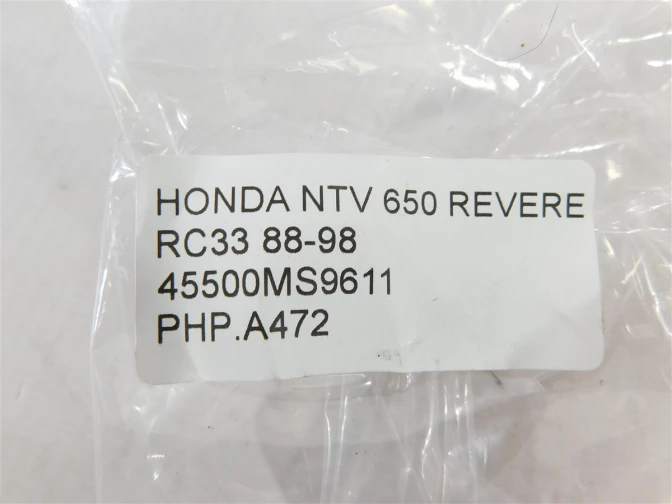 HONDA NTV 650 REVERE
RC33 88-98
45500MS9611
PHP.A472